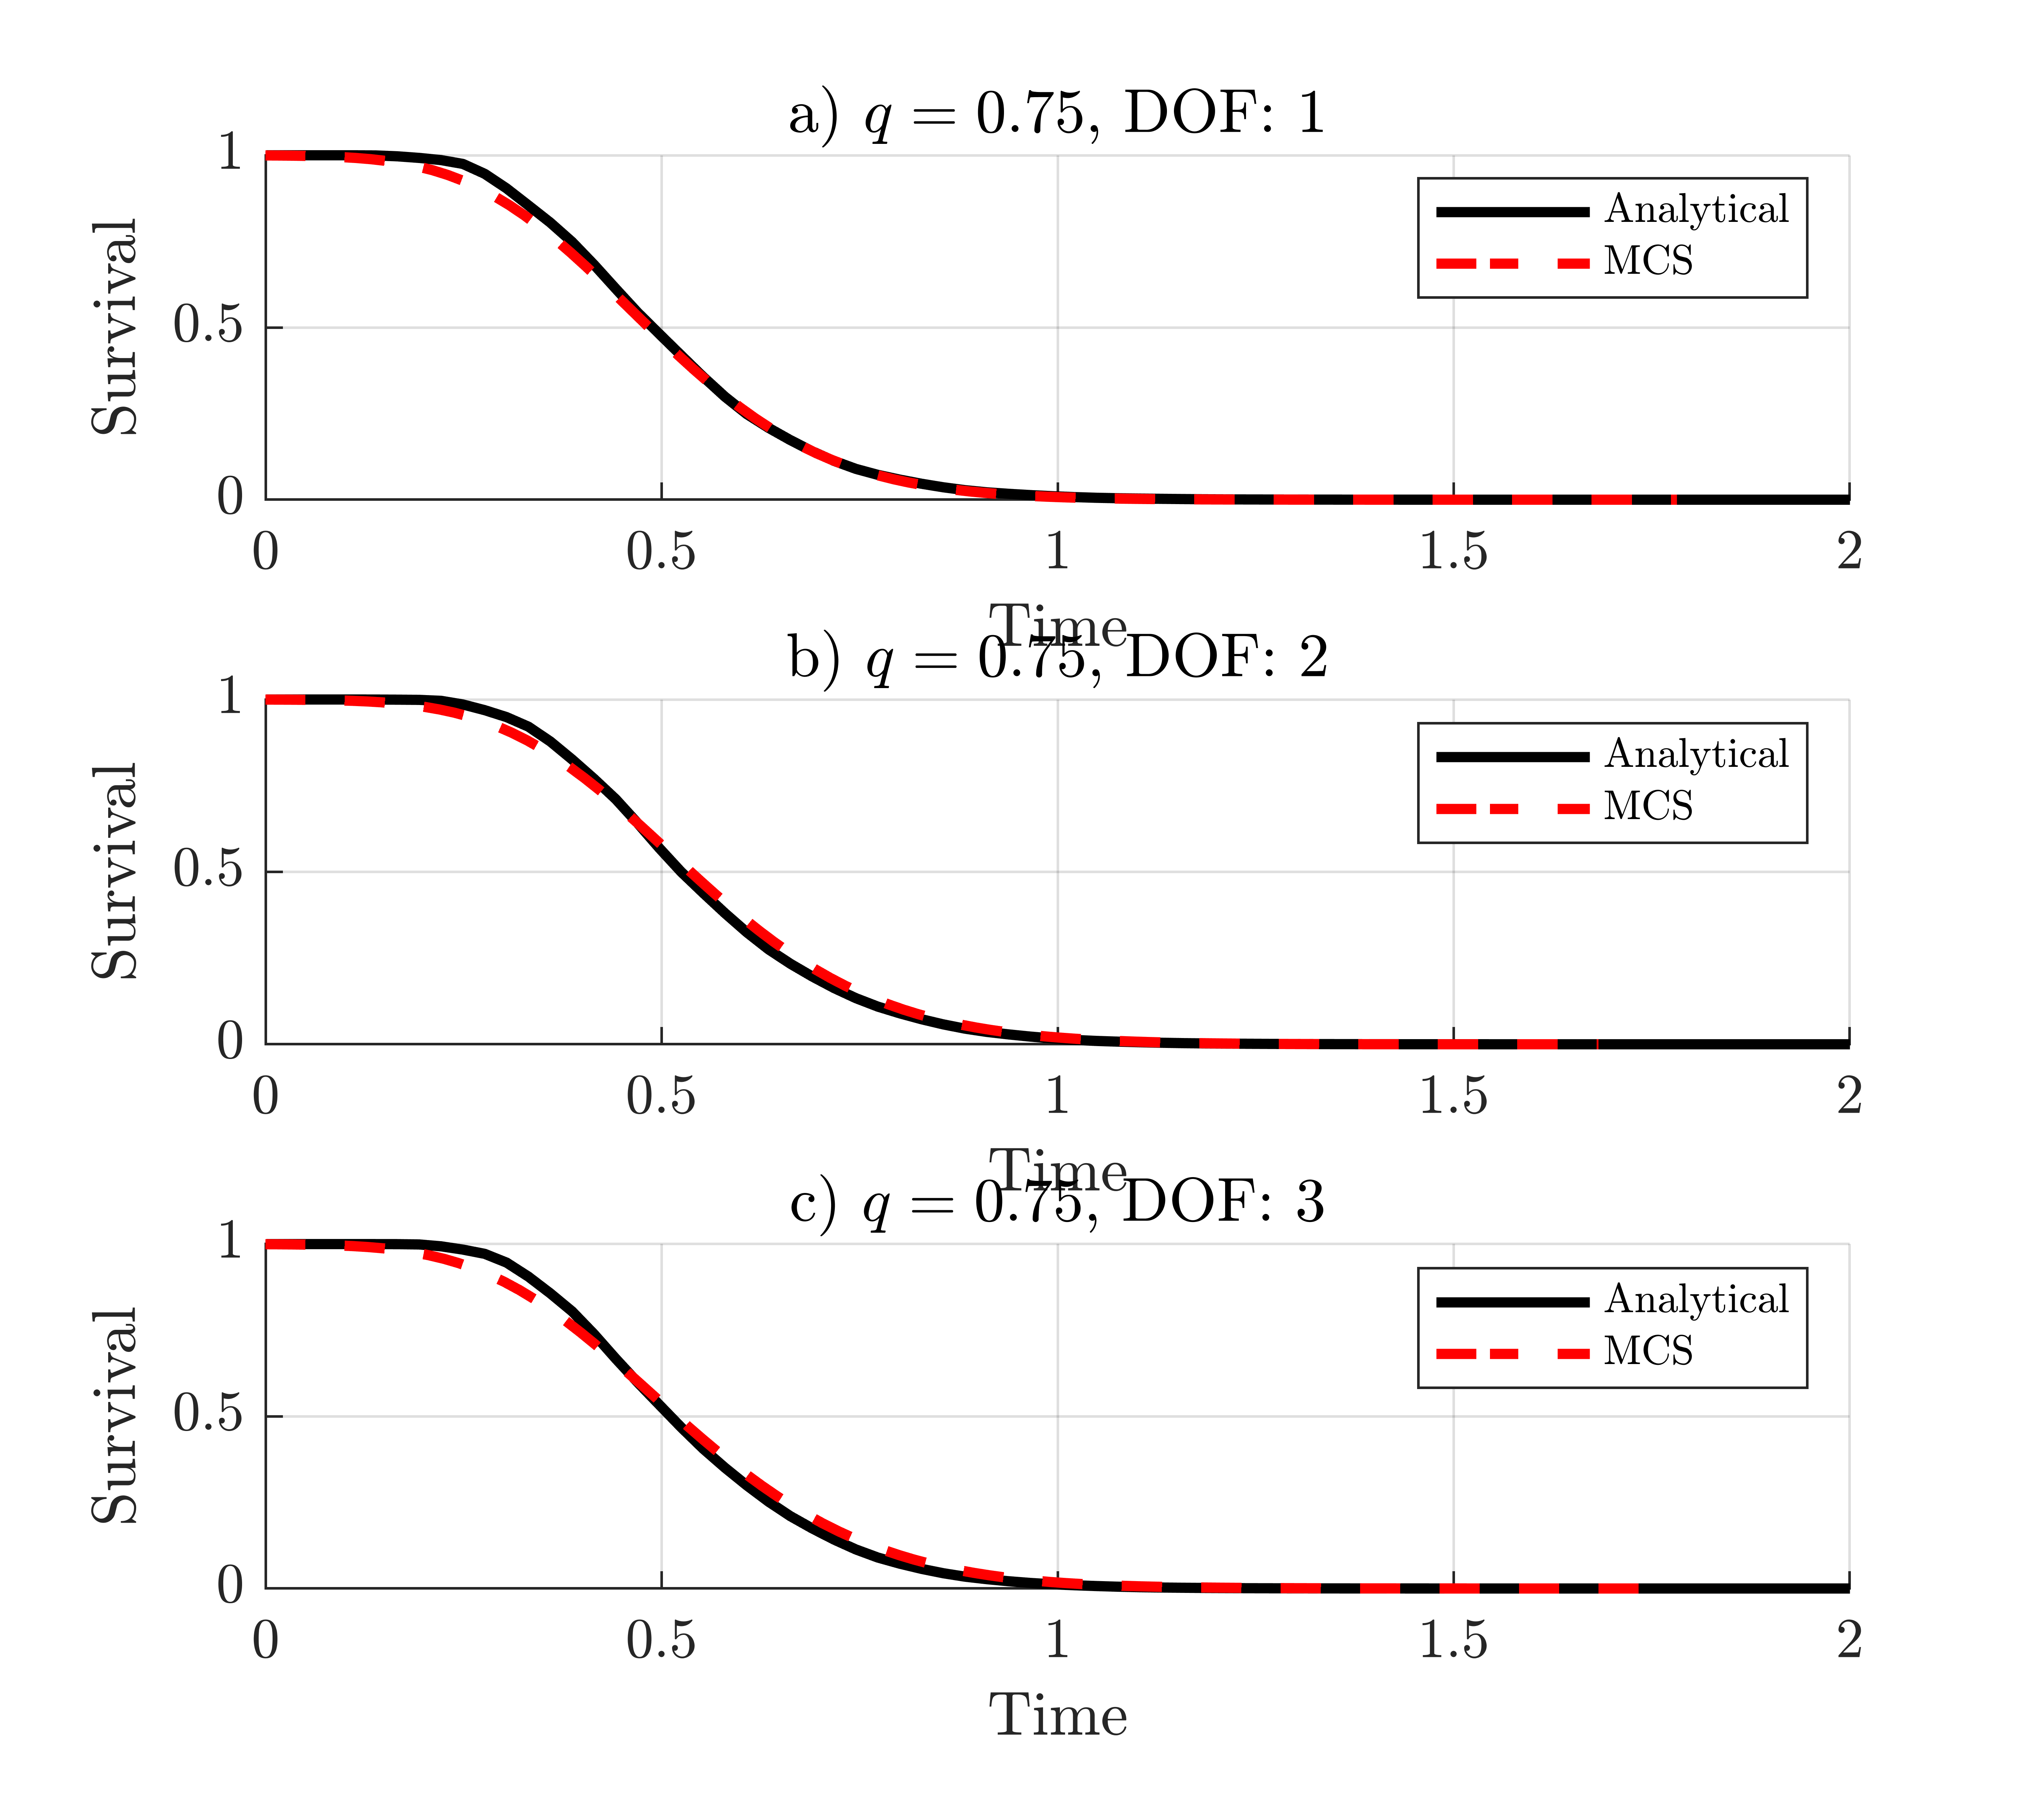 a) q = 0.75, DOF: 1
Survival
1
0.5
0
Analytical
MCS
0 0.5 1 1.5 2
Time
b) q = 0.75, DOF: 2
Survival
1
0.5
0
Analytical
MCS
0 0.5 1 1.5 2
Time
c) q = 0.75, DOF: 3
Survival
1
0.5
0
Analytical
MCS
0 0.5 1 1.5 2
Time